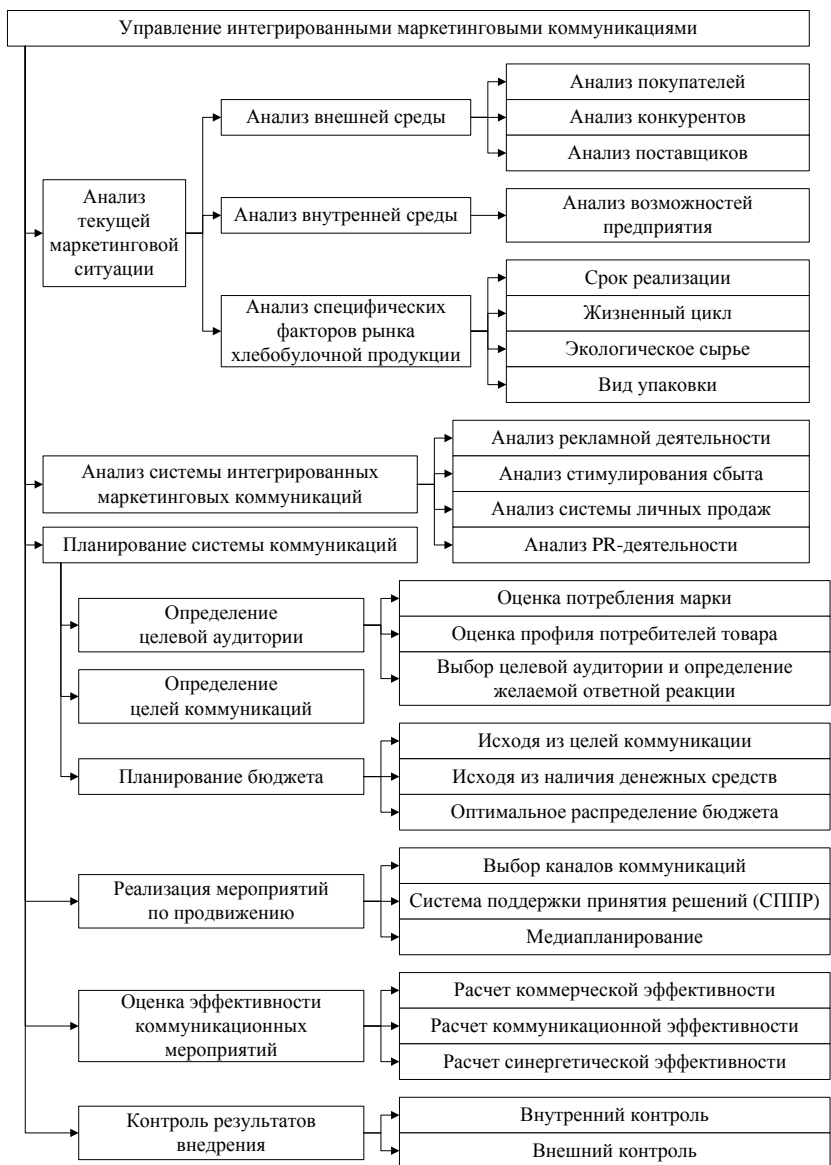 Управление интегрированными маркетинговыми коммуникациями
Анализ
текущей
маркетинговой
ситуации
Анализ внешней среды
Анализ покупателей
Анализ конкурентов
Анализ поставщиков
Анализ внутренней среды
Анализ возможностей
предприятия
Анализ специфических
факторов рынка
хлебобулочной продукции
Срок реализации
Жизненный цикл
Экологическое сырье
Вид упаковки
Анализ системы интегрированных
маркетинговых коммуникаций
Анализ рекламной деятельности
Анализ стимулирования сбыта
Анализ системы личных продаж
Анализ PR-деятельности
Планирование системы коммуникаций
Определение
целевой аудитории
Оценка потребления марки
Оценка профиля потребителей товара
Выбор целевой аудитории и определение
желаемой ответной реакции
Определение
целей коммуникаций
Планирование бюджета
Исходя из целей коммуникации
Исходя из наличия денежных средств
Оптимальное распределение бюджета
Реализация мероприятий
по продвижению
Выбор каналов коммуникаций
Система поддержки принятия решений (СППР)
Медиапланирование
Оценка эффективности
коммуникационных
мероприятий
Расчет коммерческой эффективности
Расчет коммуникационной эффективности
Расчет синергетической эффективности
Контроль результатов
внедрения
Внутренний контроль
Внешний контроль